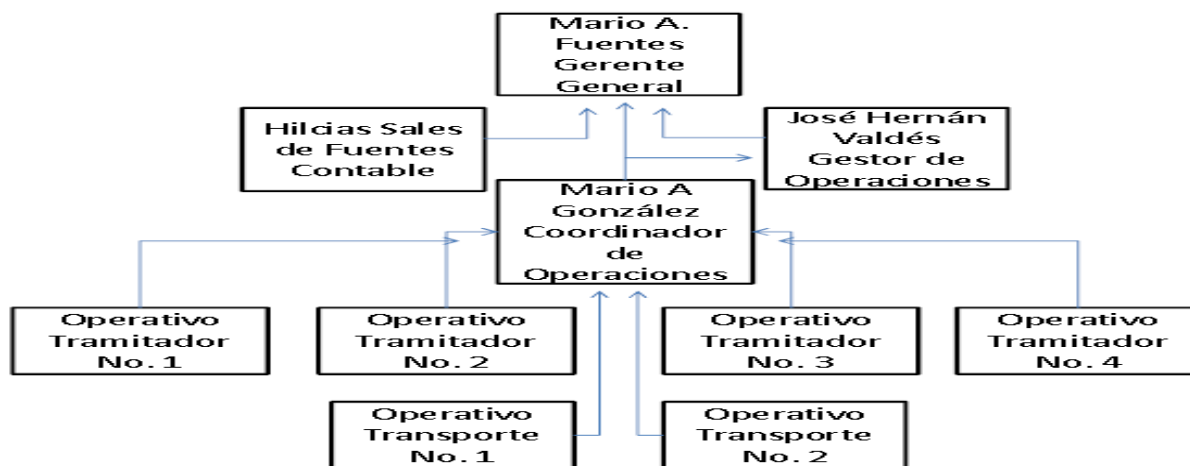 Mario A.
Fuentes
Gerente
General
Hilcias Sales
de Fuentes
Contable
José Hernán
Valdés
Gestor de
Operaciones
Mario A
González
Coordinador
de
Operaciones
Operativo
Tramitador
No. 1
Operativo
Tramitador
No. 2
Operativo
Tramitador
No. 3
Operativo
Tramitador
No. 4
Operativo
Transporte
No. 1
Operativo
Transporte
No. 2